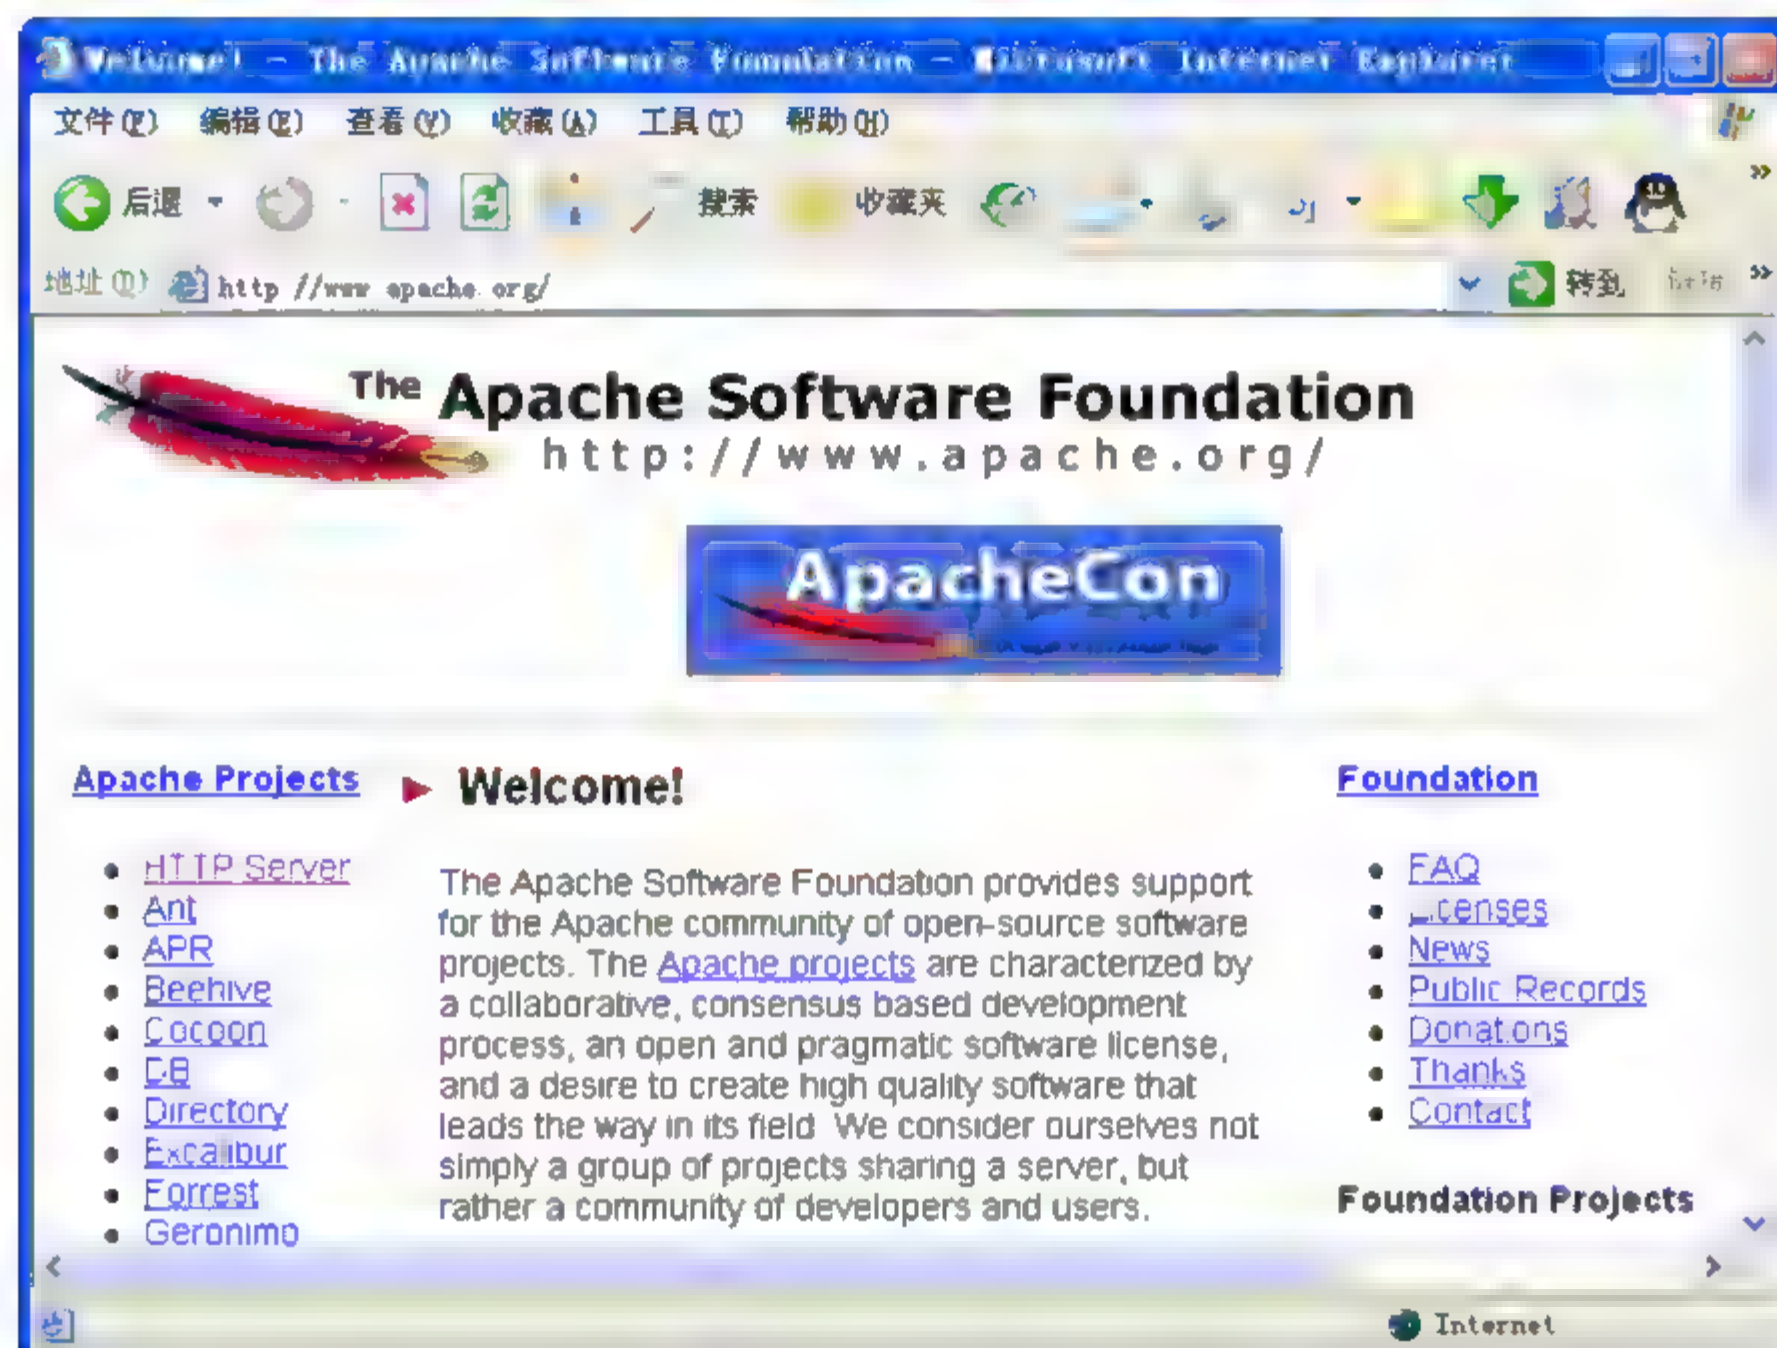 Welcome! - The Apache Software Foundation - Microsoft Internet Explorer
文件(F) 编辑(E) 查看(V) 收藏(A) 工具(T) 帮助(H)
后退 搜索 收藏夹
地址(D) http //www apache.org/ 转到
The Apache Software Foundation
http://www.apache.org/
ApacheCon
Apache Projects
HTTP Server
Ant
APR
Beehive
Cocoon
DB
Directory
Excalibur
Forrest
Geronimo
Welcome!
The Apache Software Foundation provides support
for the Apache community of open-source software
projects. The Apache projects are characterized by
a collaborative, consensus based development
process, an open and pragmatic software license,
and a desire to create high quality software that
leads the way in its field We consider ourselves not
simply a group of projects sharing a server, but
rather a community of developers and users.
Foundation
FAQ
Licenses
News
Public Records
Donations
Thanks
Contact
Foundation Projects
Internet